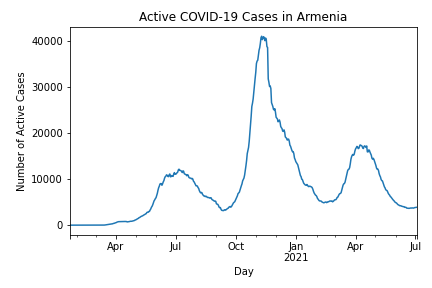 Active COVID-19 Cases in Armenia
Number of Active Cases
40000
30000
20000
10000
0
Apr Jul Oct Jan Apr Jul
2021
Day